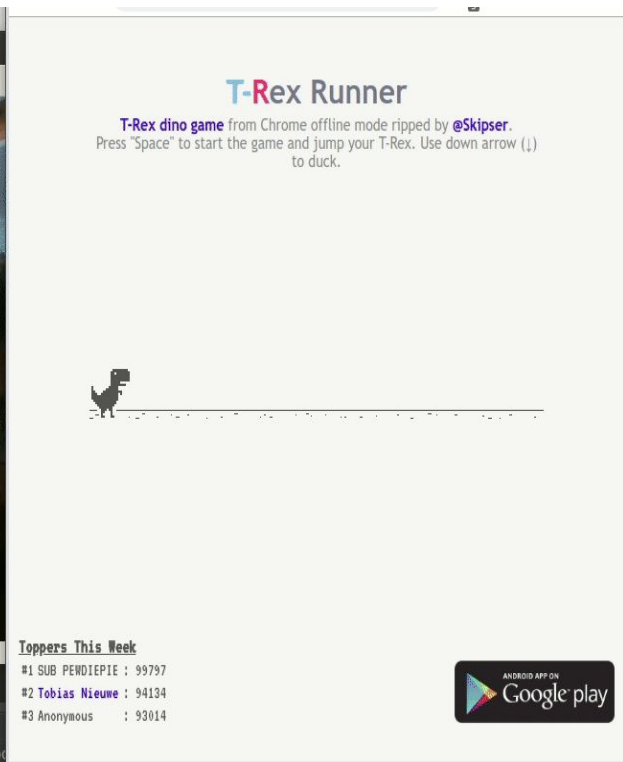 T-Rex Runner
T-Rex dino game from Chrome offline mode ripped by @Skipser.
Press "Space" to start the game and jump your T-Rex. Use down arrow (↓)
to duck.
Toppers This Week
#1 SUB PEWDIEPIE : 99797
#2 Tobias Nieuwe : 94134
#3 Anonymous : 93014
ANDROID APP ON
Google play